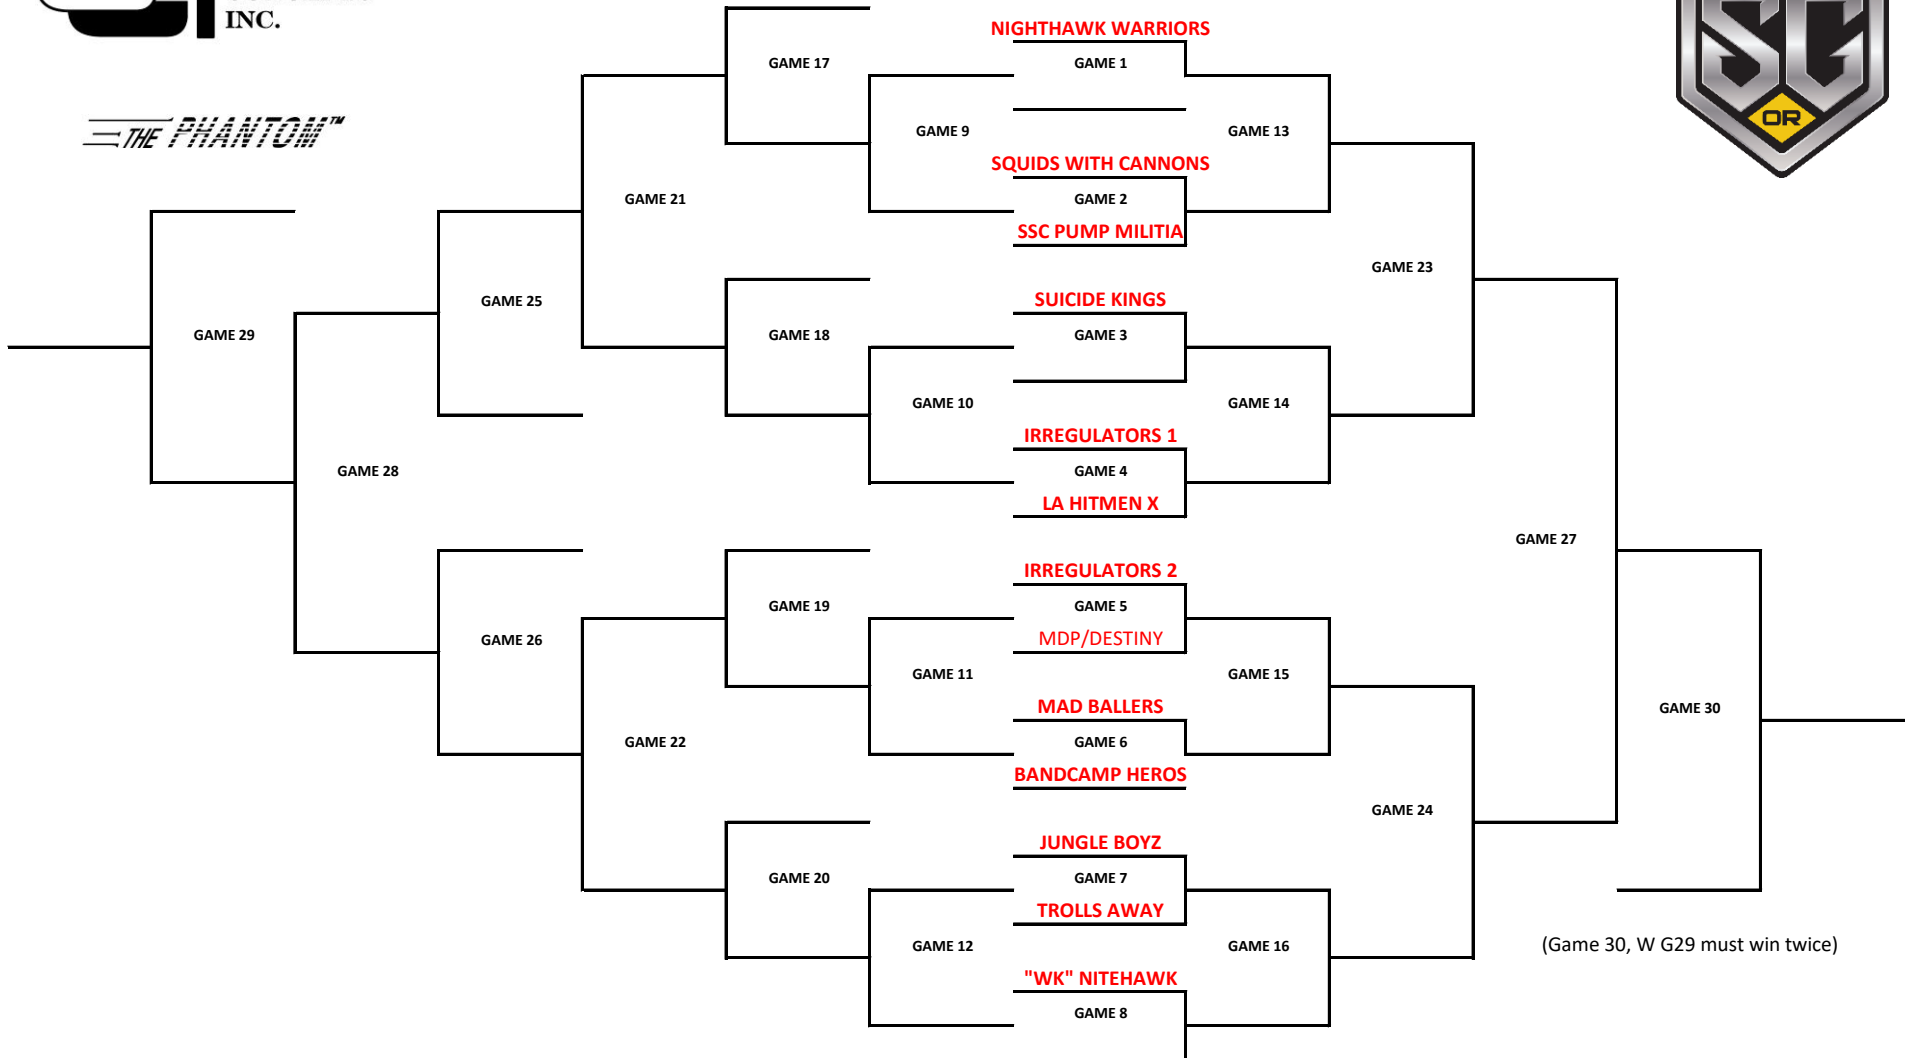 INC.
THE PHANTOM™
SG
OR
NIGHTHAWK WARRIORS
GAME 17
GAME 1
GAME 9
GAME 13
SQUIDS WITH CANNONS
GAME 21
GAME 2
SSC PUMP MILITIA
GAME 23
GAME 25
SUICIDE KINGS
GAME 29
GAME 18
GAME 3
GAME 10
GAME 14
IRREGULATORS 1
GAME 28
GAME 4
LA HITMEN X
GAME 27
IRREGULATORS 2
GAME 19
GAME 5
GAME 26
MDP/DESTINY
GAME 11
GAME 15
MAD BALLERS
GAME 30
GAME 22
GAME 6
BANDCAMP HEROS
GAME 24
JUNGLE BOYZ
GAME 20
GAME 7
TROLLS AWAY
GAME 12
GAME 16
(Game 30, W G29 must win twice)
"WK" NITEHAWK
GAME 8